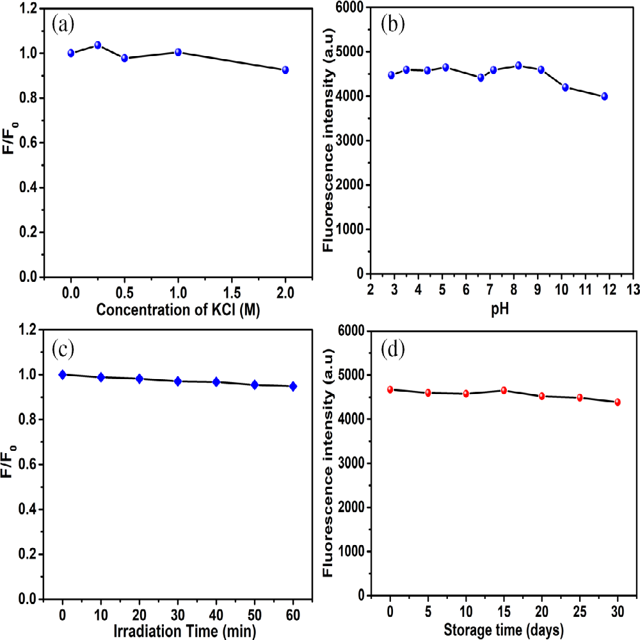 (a)
1.2
1.0
0.8
0.6
0.4
0.2
0.0
F/F0
0.0 0.5 1.0 1.5 2.0
Concentration of KCl (M)
(b)
6000
5000
4000
3000
2000
1000
0
Fluorescence intensity (a.u)
2 3 4 5 6 7 8 9 10 11 12 13
pH
(c)
1.2
1.0
0.8
0.6
0.4
0.2
0.0
F/F0
0 10 20 30 40 50 60
Irradiation Time (min)
(d)
6000
5000
4000
3000
2000
1000
0
Fluorescence intensity (a.u)
0 5 10 15 20 25 30
Storage time (days)